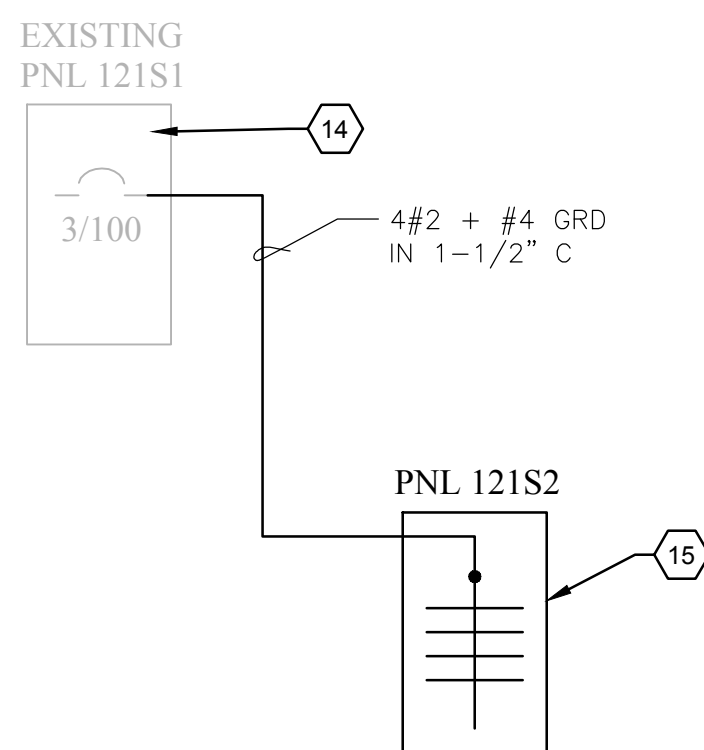 EXISTING
PNL 121S1
14
3/100
4#2 + #4 GRD
IN 1-1/2" C
PNL 121S2
15